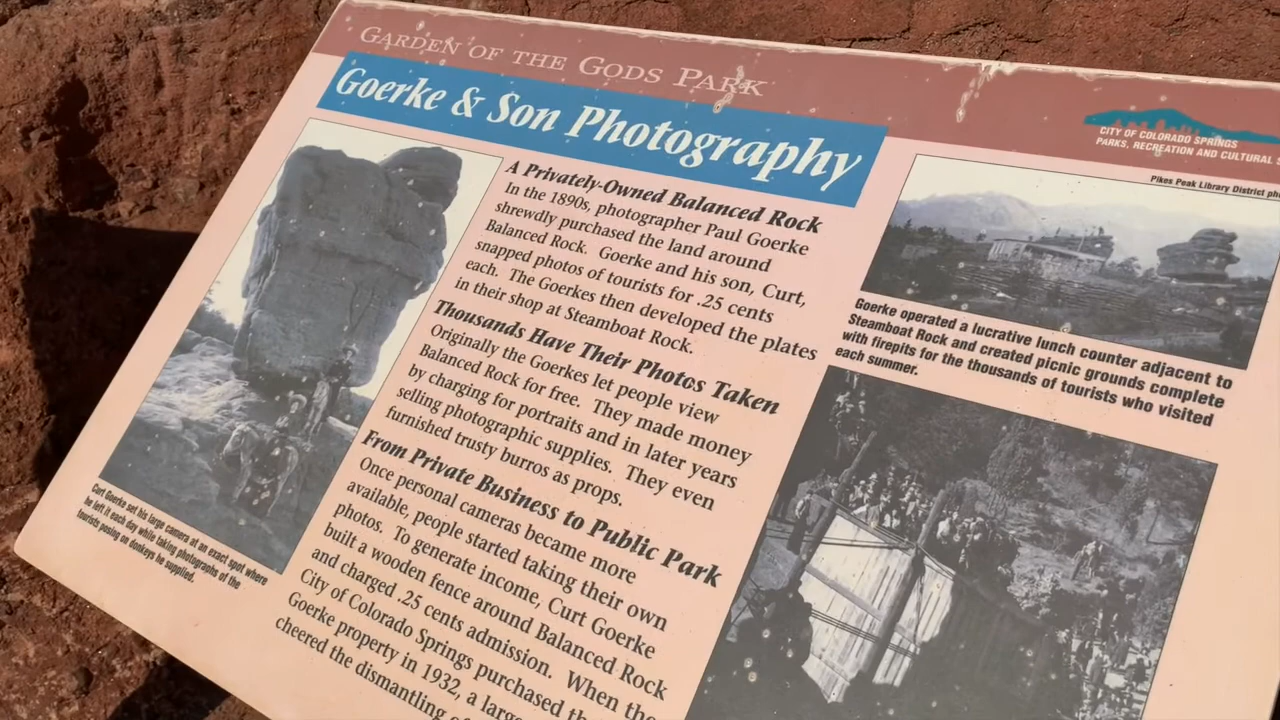 GARDEN OF THE GODS PARK
Goerke & Son Photography
CITY OF COLORADO SPRINGS
PARKS, RECREATION AND CULTURAL
A Privately-Owned Balanced Rock
In the 1890s, photographer Paul Goerke
shrewdly purchased the land around
Balanced Rock. Goerke and his son, Curt,
snapped photos of tourists for .25 cents
each. The Goerkes then developed the plates
in their shop at Steamboat Rock.
Thousands Have Their Photos Taken
Originally the Goerkes let people view
Balanced Rock for free. They made money
by charging for portraits and in later years
selling photographic supplies. They even
furnished trusty burros as props.
From Private Business to Public Park
Once personal cameras became more
available, people started taking their own
photos. To generate income, Curt Goerke
built a wooden fence around Balanced Rock
and charged .25 cents admission. When the
City of Colorado Springs purchased the
Goerke property in 1932, a large
cheered the dismantling of
Curt Goerke set his large camera at an exact spot where
he left it each day while taking photographs of the
tourists posing on donkeys he supplied.
Pikes Peak Library District
Goerke operated a lucrative lunch counter adjacent to
Steamboat Rock and created picnic grounds complete
with firepits for the thousands of tourists who visited
each summer.